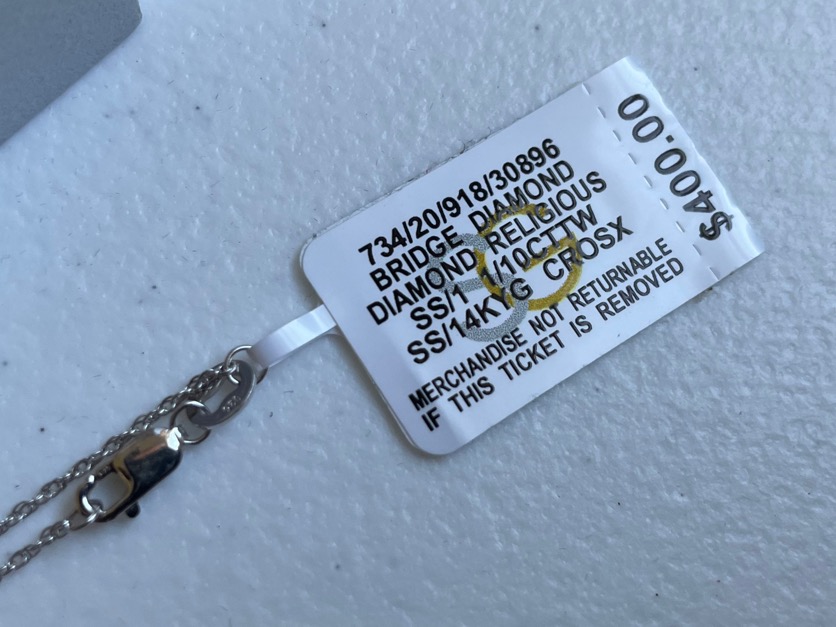 734/20/918/30896
BRIDGE DIAMOND
DIAMOND RELIGIOUS
SS/1 1/10CTTW
SS/14KYG CROSX
MERCHANDISE NOT RETURNABLE
IF THIS TICKET IS REMOVED
$400.00